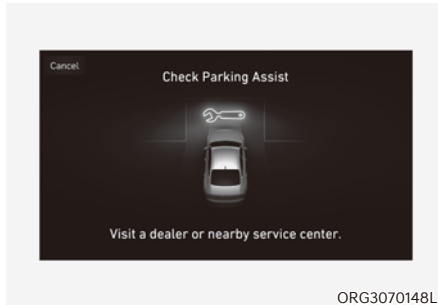 Cancel
Check Parking Assist
Visit a dealer or nearby service center.
ORG3070148L